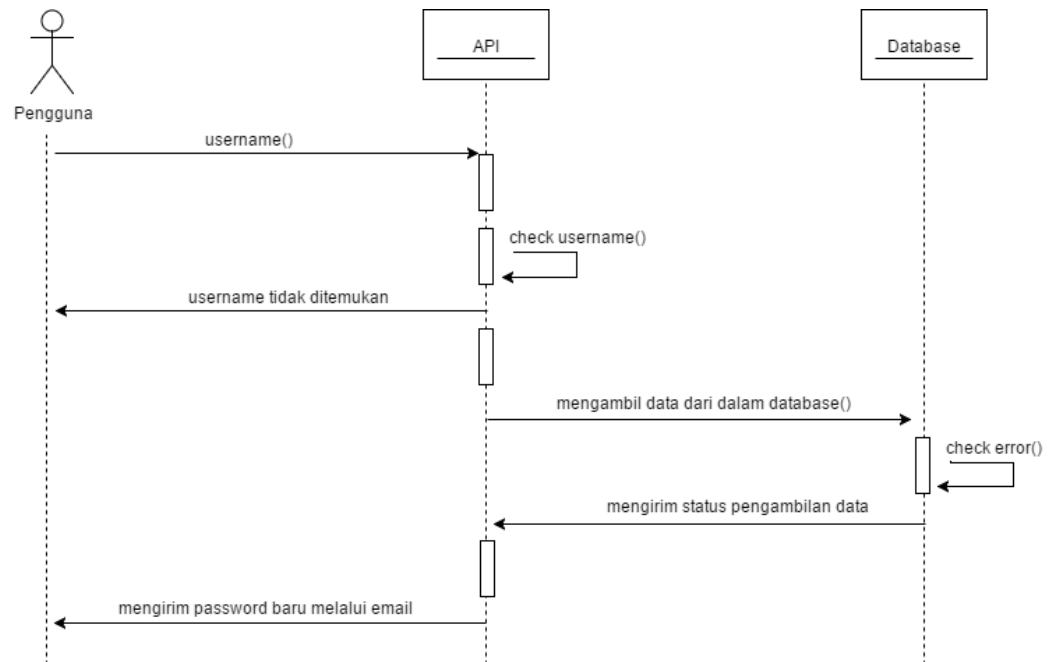 API
Database
Pengguna
username()
check username()
username tidak ditemukan
mengambil data dari dalam database()
check error()
mengirim status pengambilan data
mengirim password baru melalui email